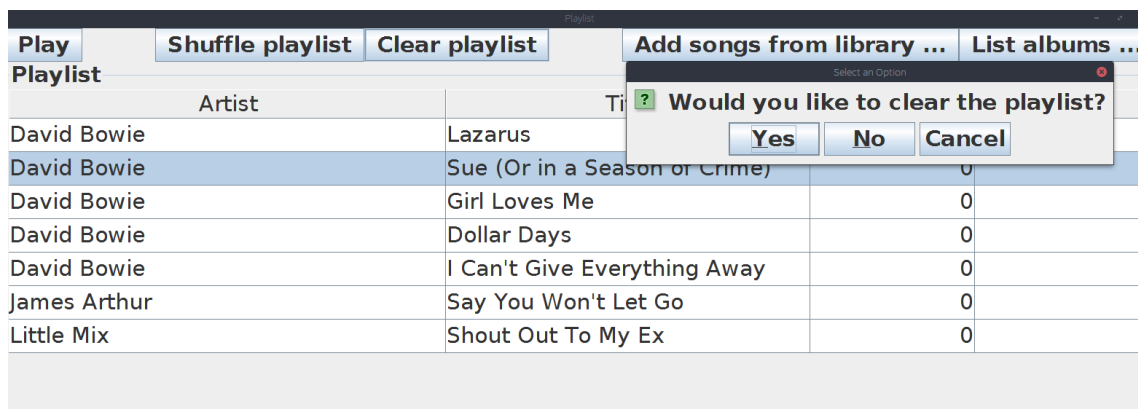 Playlist
Play Shuffle playlist Clear playlist Add songs from library ... List albums ...
Playlist
Select an Option
Artist Ti
? Would you like to clear the playlist?
Yes No Cancel
David Bowie Lazarus
David Bowie Sue (Or in a Season of Crime) 0
David Bowie Girl Loves Me 0
David Bowie Dollar Days 0
David Bowie I Can't Give Everything Away 0
James Arthur Say You Won't Let Go 0
Little Mix Shout Out To My Ex 0